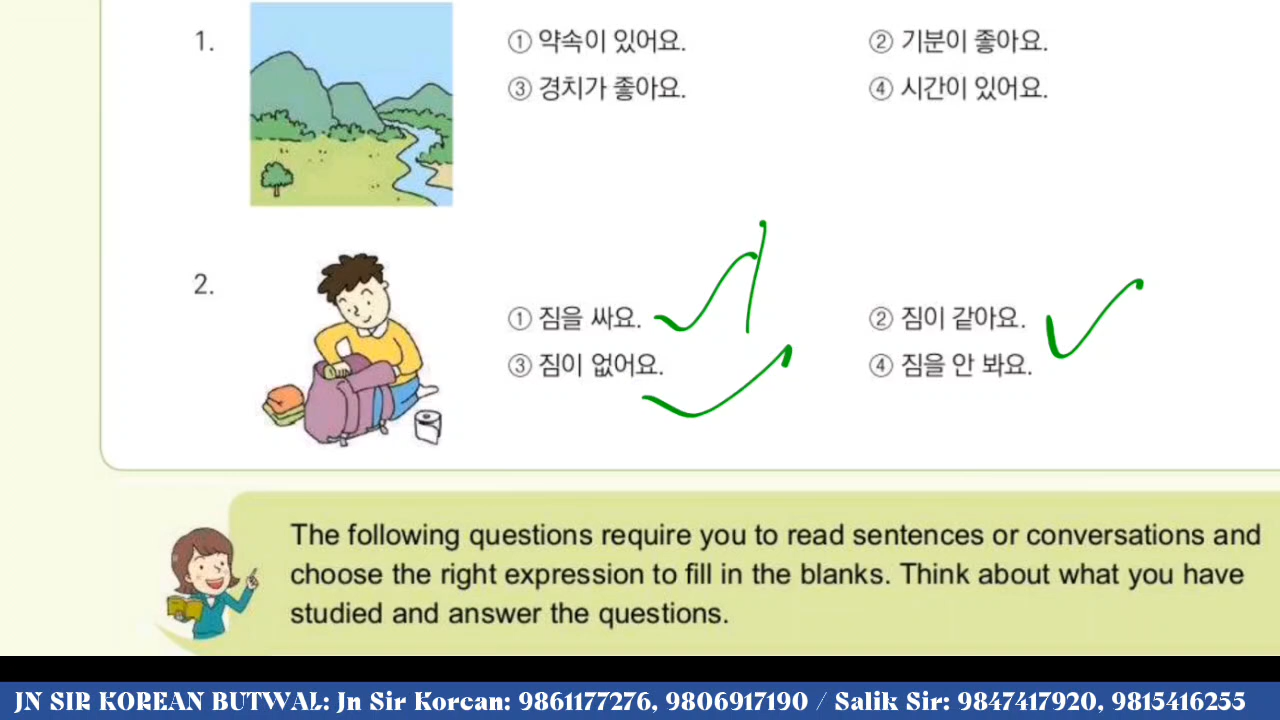 1.
① 약속이 있어요. ② 기분이 좋아요.
③ 경치가 좋아요. ④ 시간이 있어요.
2.
① 짐을 싸요. ② 짐이 같아요.
③ 짐이 없어요. ④ 짐을 안 봐요.
The following questions require you to read sentences or conversations and
choose the right expression to fill in the blanks. Think about what you have
studied and answer the questions.
JN SIR KOREAN BUTWAL: Jn Sir Korean: 9861177276, 9806917190 / Salik Sir: 9847417920, 9815416255